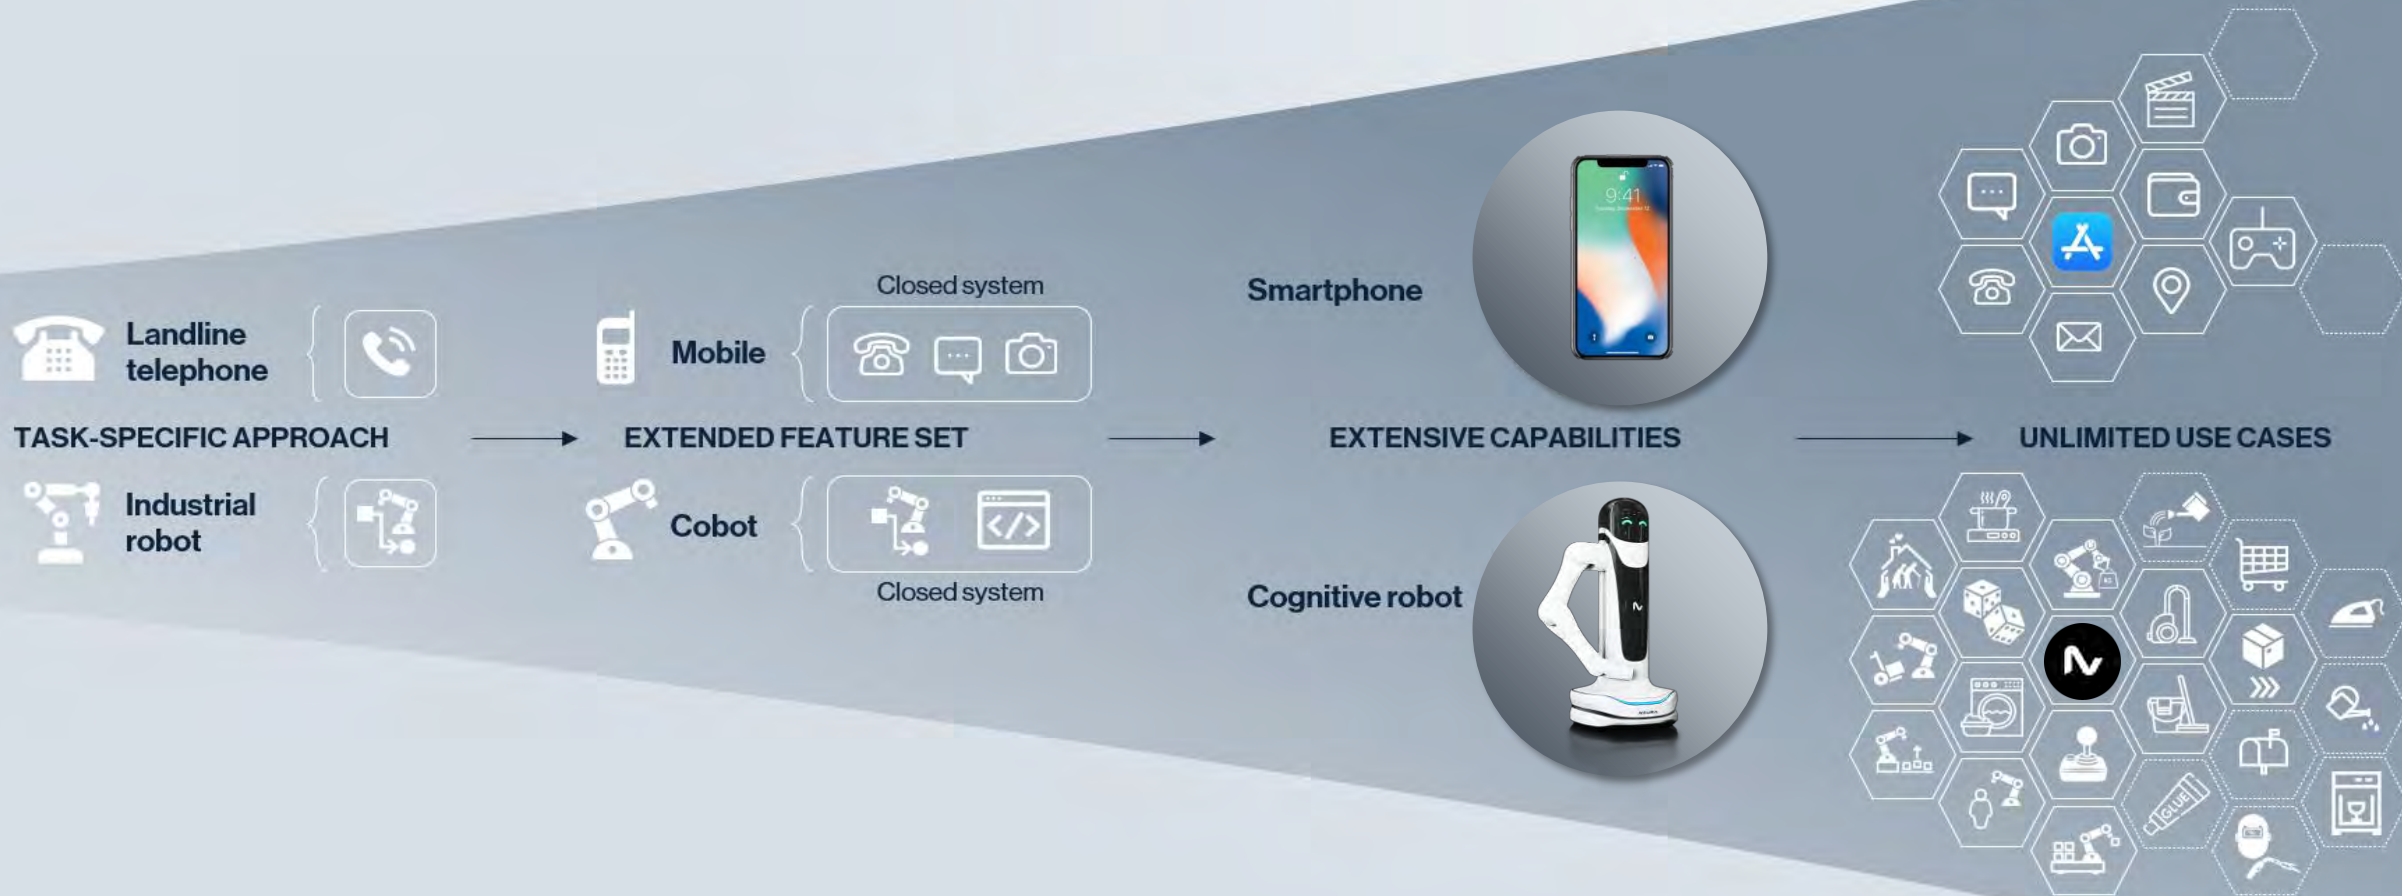 Landline
telephone
Closed system
Mobile
Smartphone
9:41
TASK-SPECIFIC APPROACH
EXTENDED FEATURE SET
EXTENSIVE CAPABILITIES
UNLIMITED USE CASES
Industrial
robot
Cobot
</>
Closed system
Cognitive robot
GLUE